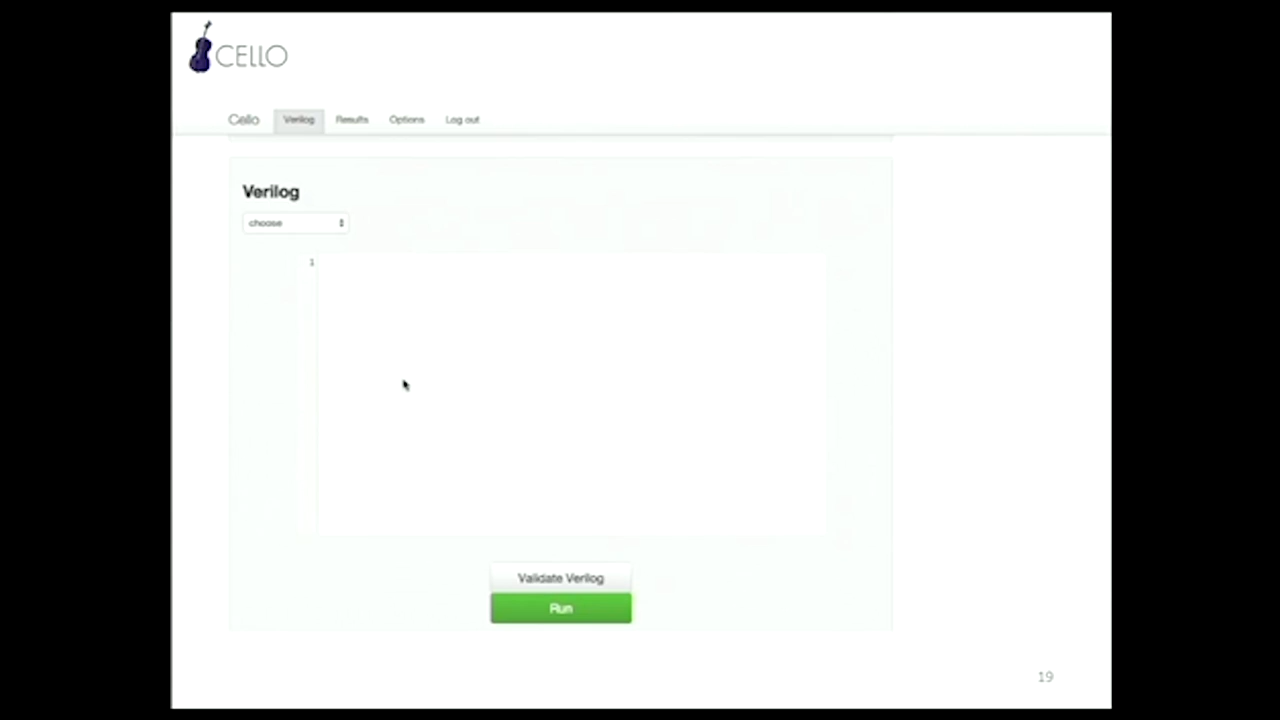 CELLO
Cello Verilog Results Options Log out
Verilog
choose
1
Validate Verilog
Run
19